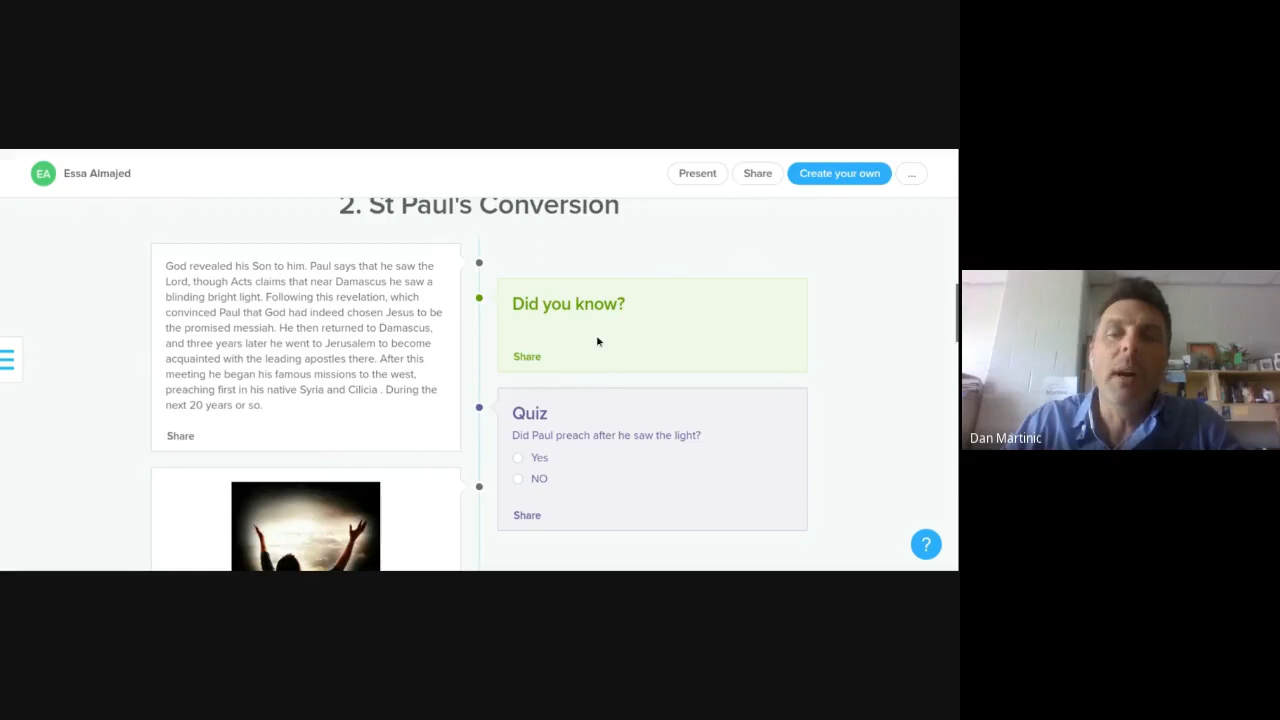 EA Essa Almajed Present Share Create your own ...
2. St Paul's Conversion
God revealed his Son to him. Paul says that he saw the
Lord, though Acts claims that near Damascus he saw a
blinding bright light. Following this revelation, which
convinced Paul that God had indeed chosen Jesus to be
the promised messiah. He then returned to Damascus,
and three years later he went to Jerusalem to become
acquainted with the leading apostles there. After this
meeting he began his famous missions to the west,
preaching first in his native Syria and Cilicia . During the
next 20 years or so.
Share
Did you know?
Share
Quiz
Did Paul preach after he saw the light?
Yes
NO
Share
?
Dan Martinic